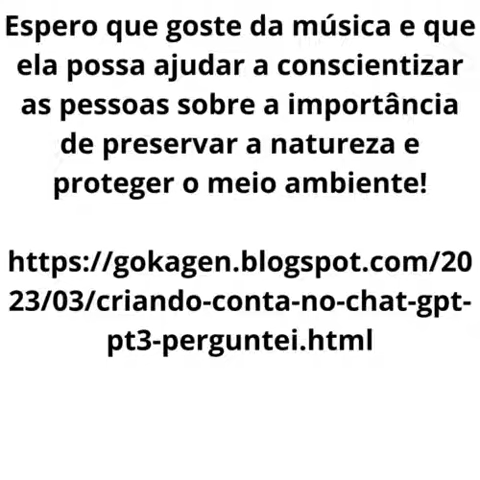 Espero que goste da música e que
ela possa ajudar a conscientizar
as pessoas sobre a importância
de preservar a natureza e
proteger o meio ambiente!
https://gokagen.blogspot.com/20
23/03/criando-conta-no-chat-gpt-
pt3-perguntei.html